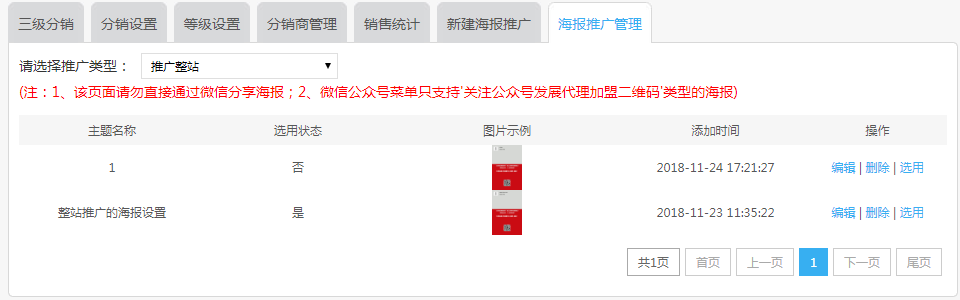 三级分销 分销设置 等级设置 分销商管理 销售统计 新建海报推广 海报推广管理
请选择推广类型： 推广整站
(注：1、该页面请勿直接通过微信分享海报；2、微信公众号菜单只支持'关注公众号发展代理加盟二维码'类型的海报)
主题名称 选用状态 图片示例 添加时间 操作
1 否 2018-11-24 17:21:27 编辑 | 删除 | 选用
整站推广的海报设置 是 2018-11-23 11:35:22 编辑 | 删除 | 选用
共1页 首页 上一页 1 下一页 尾页